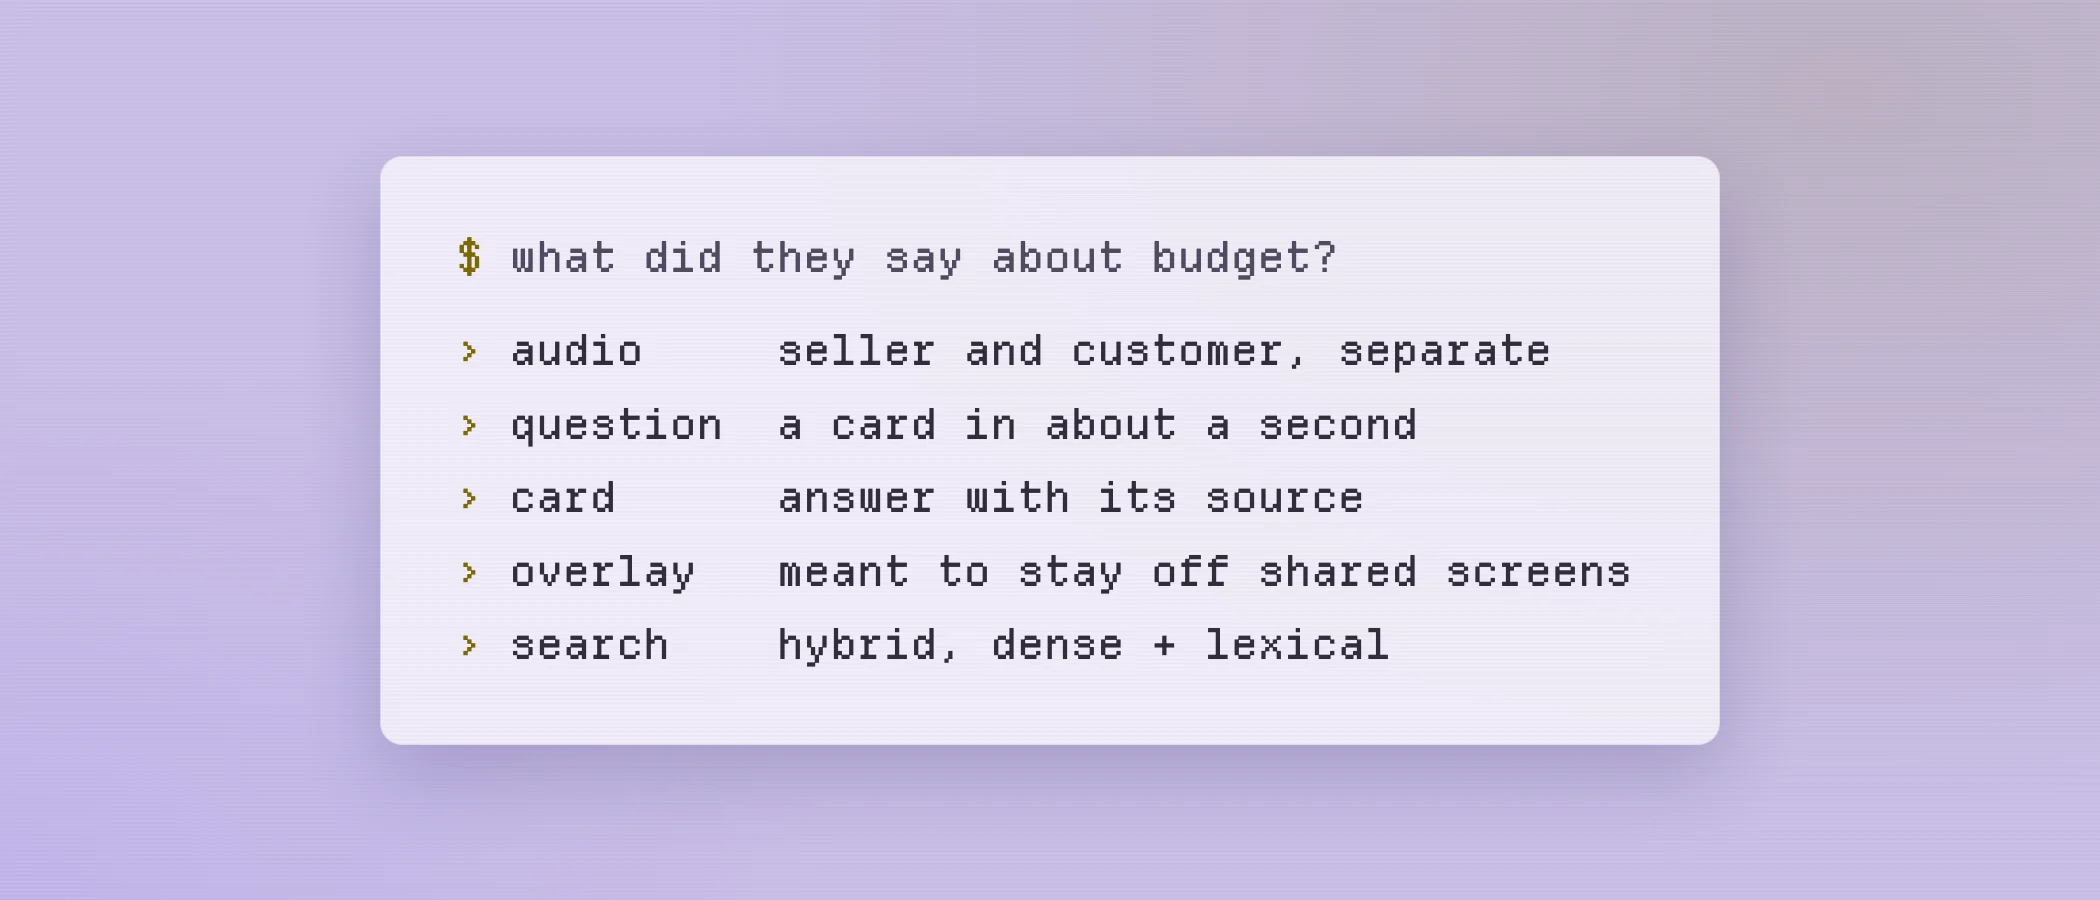 $ what did they say about budget?
> audio seller and customer, separate
> question a card in about a second
> card answer with its source
> overlay meant to stay off shared screens
> search hybrid, dense + lexical